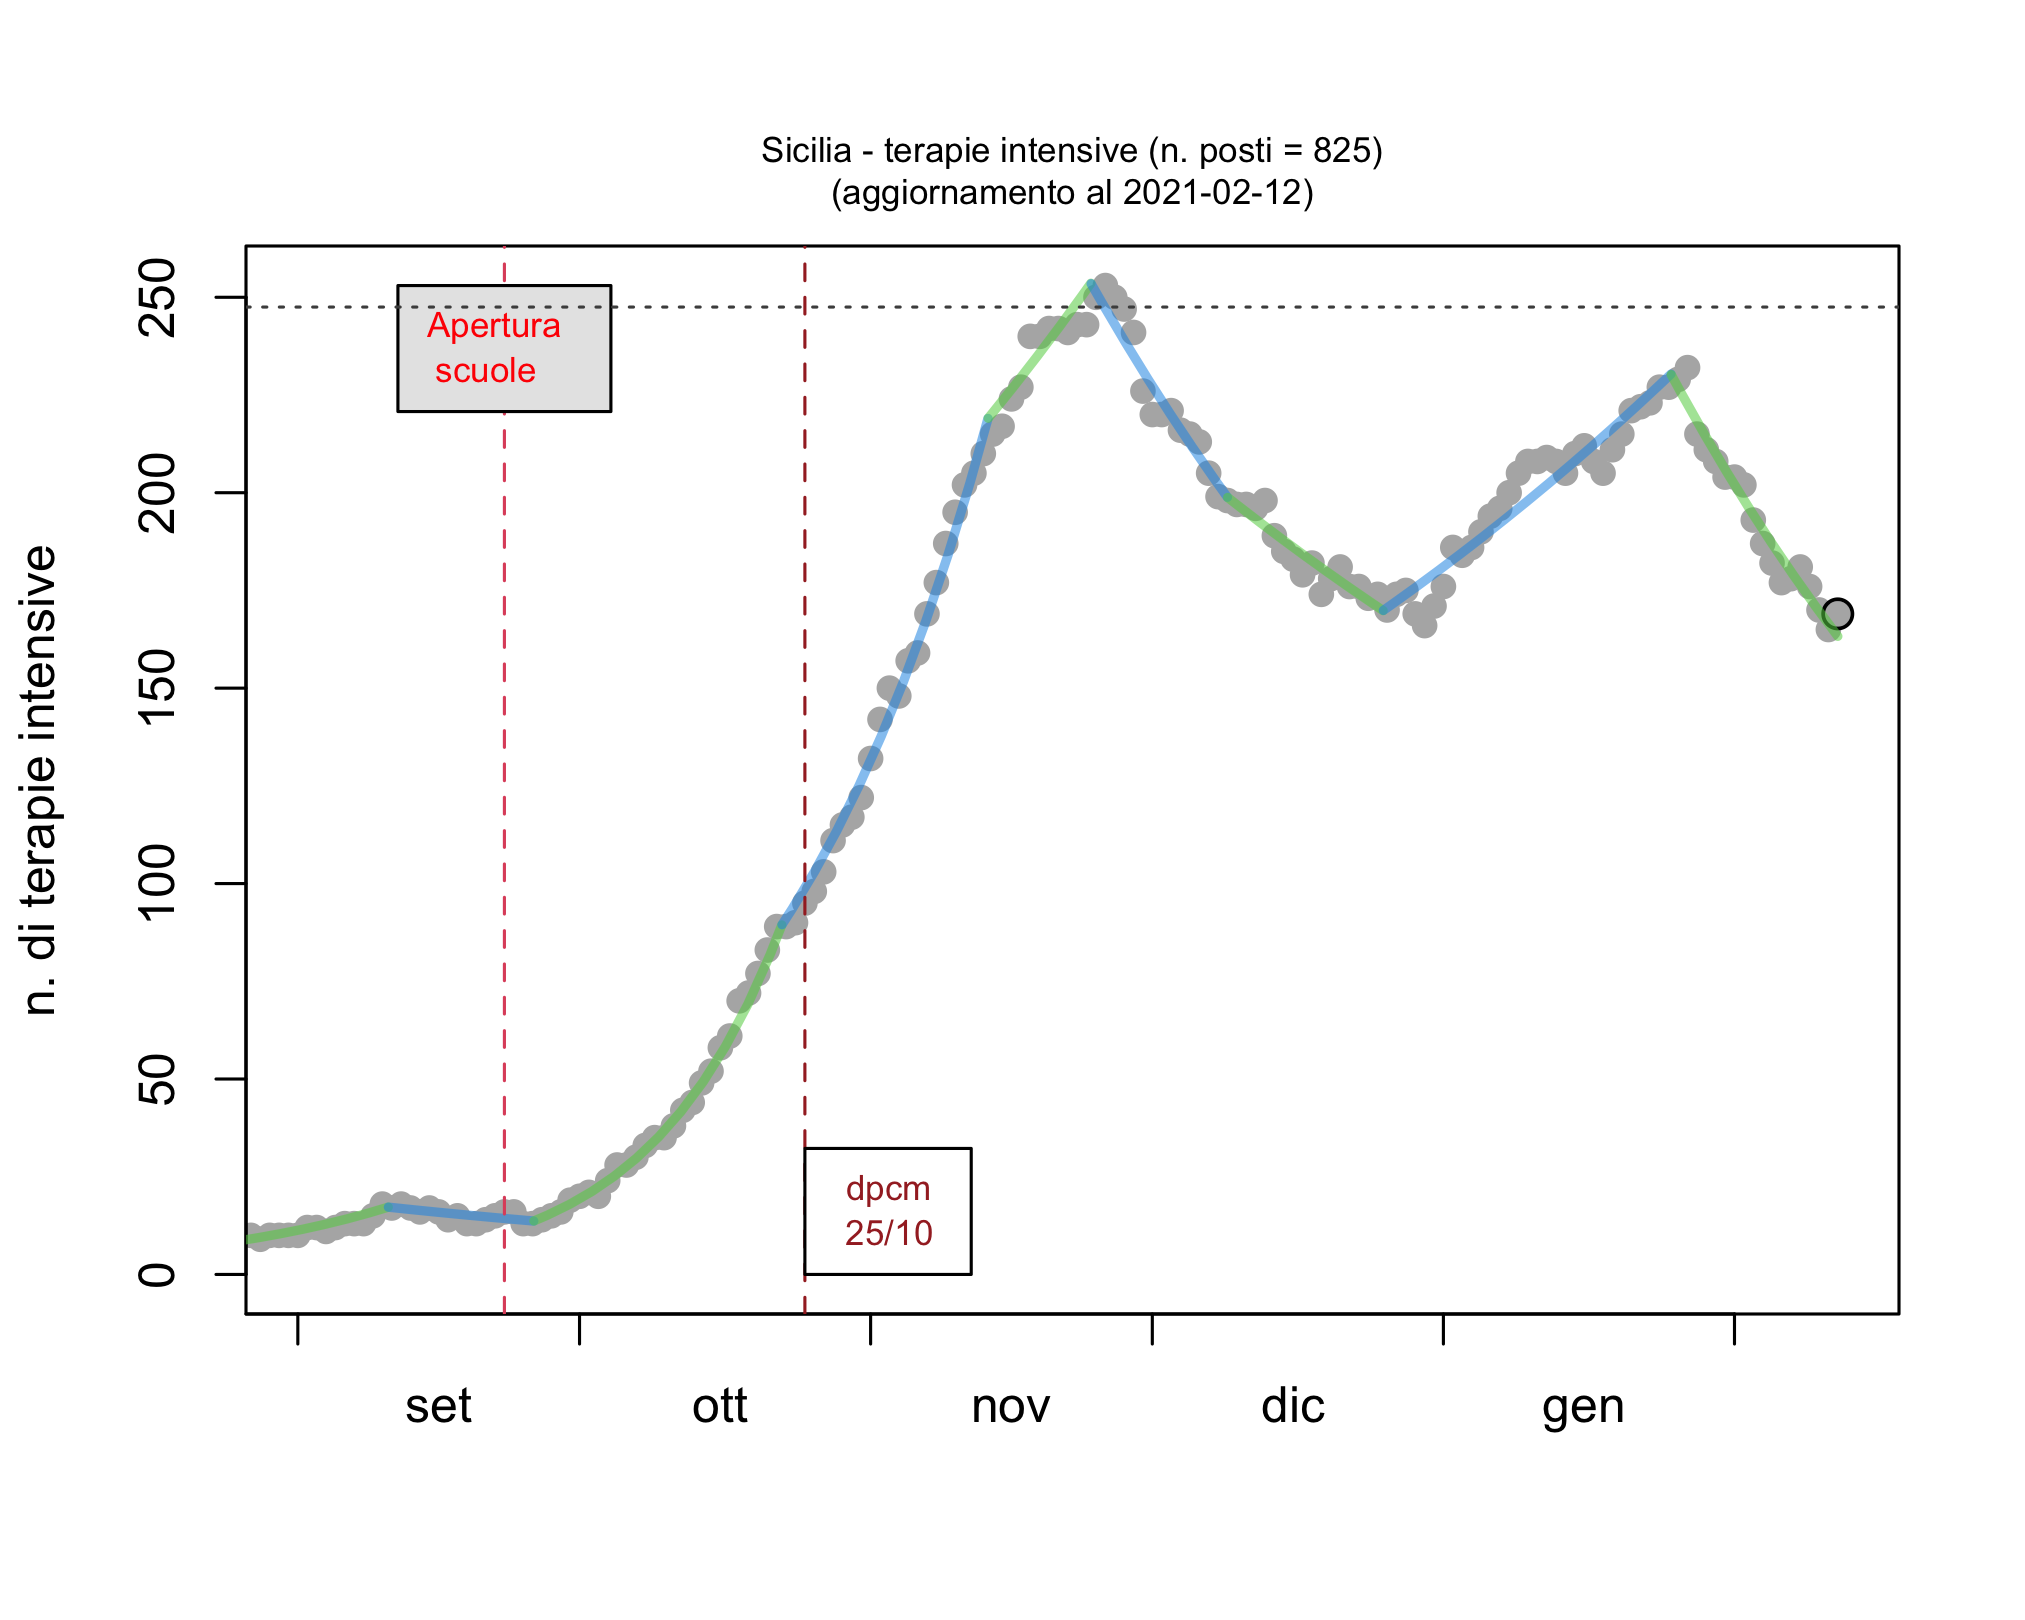 Sicilia - terapie intensive (n. posti = 825)
(aggiornamento al 2021-02-12)
n. di terapie intensive
250
200
150
100
50
0
Apertura
scuole
dpcm
25/10
set ott nov dic gen